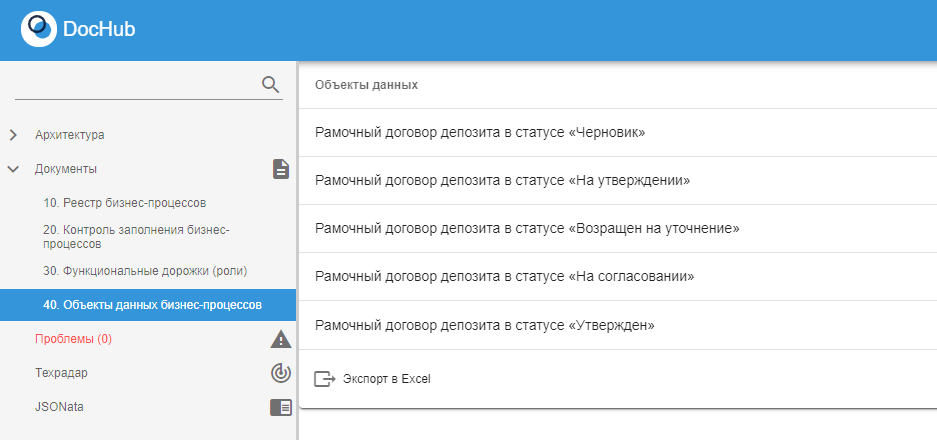 DocHub
Архитектура
Документы
10. Реестр бизнес-процессов
20. Контроль заполнения бизнес-
процессов
30. Функциональные дорожки (роли)
40. Объекты данных бизнес-процессов
Проблемы (0)
Техрадар
JSONata
Объекты данных
Рамочный договор депозита в статусе «Черновик»
Рамочный договор депозита в статусе «На утверждении»
Рамочный договор депозита в статусе «Возращен на уточнение»
Рамочный договор депозита в статусе «На согласовании»
Рамочный договор депозита в статусе «Утвержден»
Экспорт в Excel